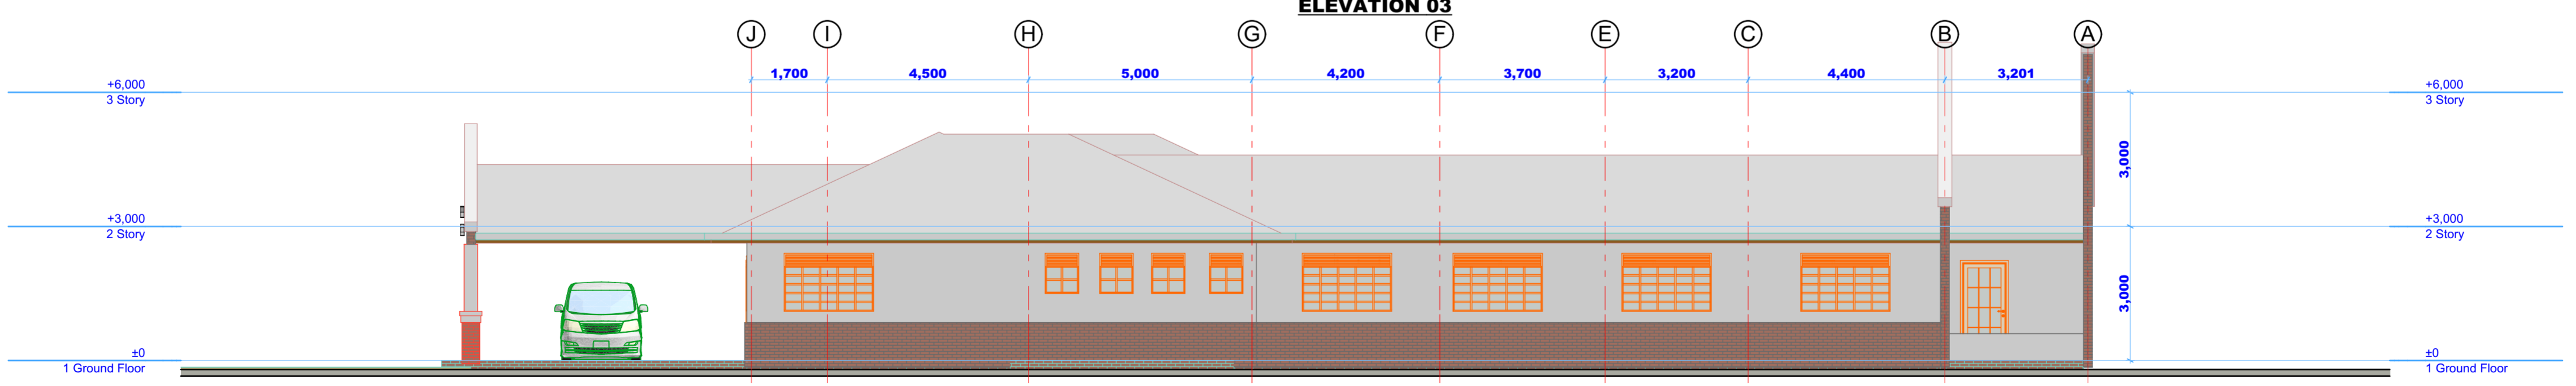 ELEVATION 03
J I H G F E C B A
1,700 4,500 5,000 4,200 3,700 3,200 4,400 3,201
+6,000 +6,000
3 Story 3 Story
3,000
+3,000 +3,000
2 Story 2 Story
3,000
±0 ±0
1 Ground Floor 1 Ground Floor